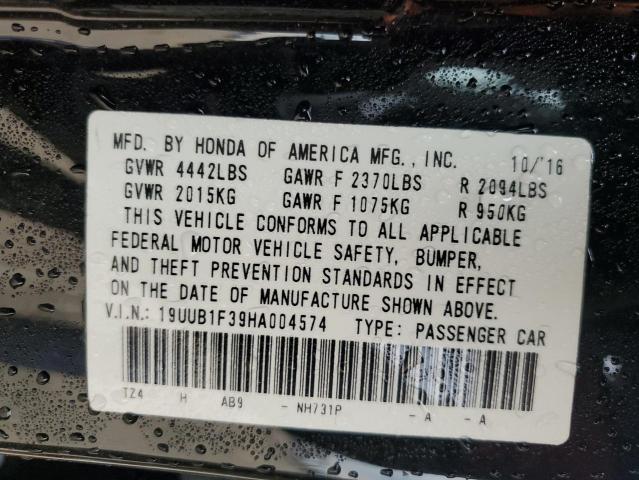 MFD. BY HONDA OF AMERICA MFG., INC. 10/'16
GVWR 4442LBS GAWR F 2370LBS R 2094LBS
GVWR 2015KG GAWR F 1075KG R 950KG
THIS VEHICLE CONFORMS TO ALL APPLICABLE
FEDERAL MOTOR VEHICLE SAFETY, BUMPER,
AND THEFT PREVENTION STANDARDS IN EFFECT
ON THE DATE OF MANUFACTURE SHOWN ABOVE.
V.I.N.: 19UUB1F39HA004574 TYPE: PASSENGER CAR
TZ4 H AB9 - NH731P - A - A